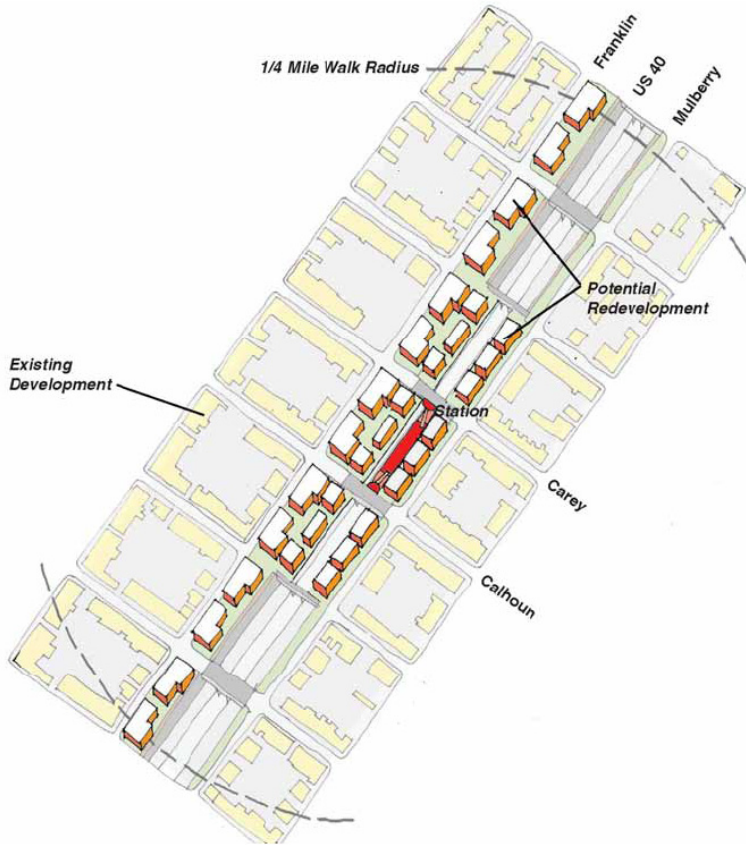 Franklin
US 40
Mulberry
1/4 Mile Walk Radius
Potential
Redevelopment
Existing
Development
Station
Carey
Calhoun